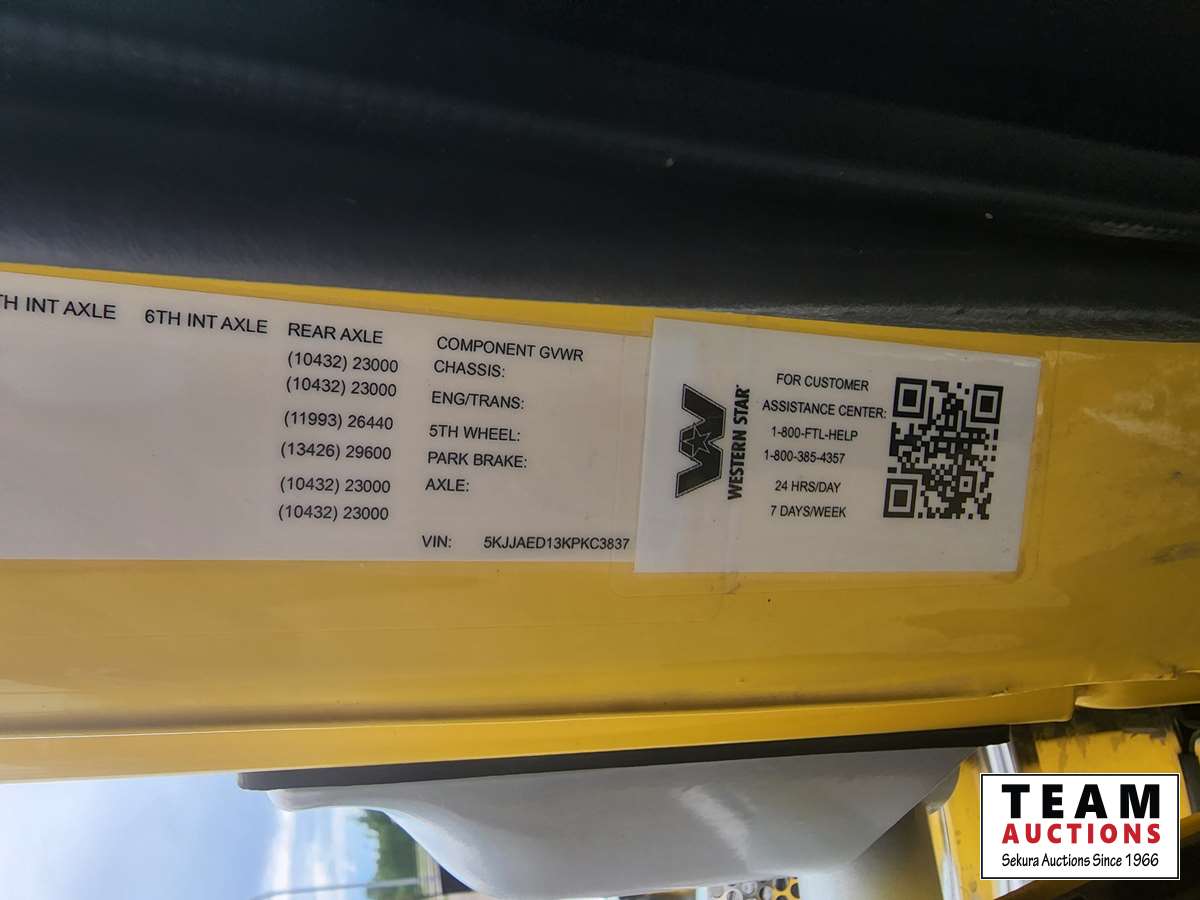 TH INT AXLE
6TH INT AXLE
REAR AXLE
(10432) 23000
(10432) 23000
(11993) 26440
(13426) 29600
(10432) 23000
(10432) 23000
COMPONENT GVWR
CHASSIS:
ENG/TRANS:
5TH WHEEL:
PARK BRAKE:
AXLE:
VIN: 5KJJAED13KPKC3837
WESTERN STAR
FOR CUSTOMER
ASSISTANCE CENTER:
1-800-FTL-HELP
1-800-385-4357
24 HRS/DAY
7 DAYS/WEEK
TEAM
AUCTIONS
Sekura Auctions Since 1966